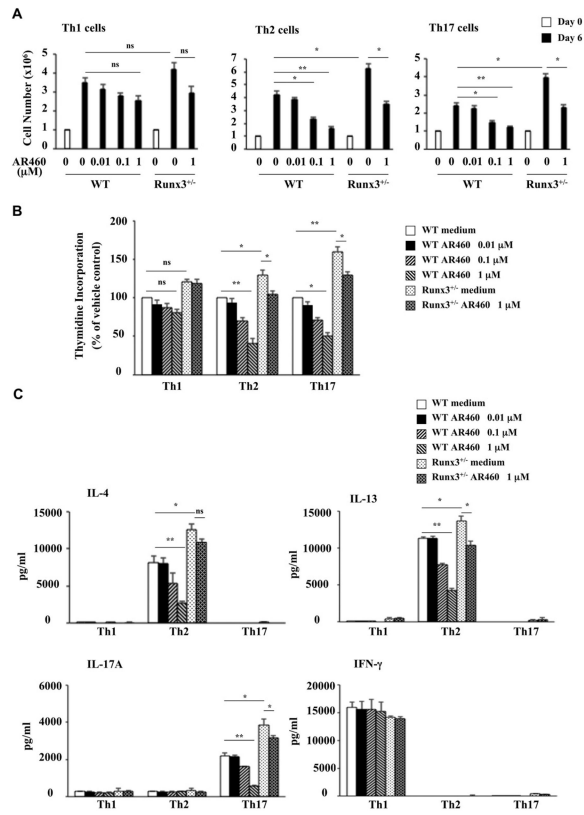 A
Th1 cells
Th2 cells
Th17 cells
Day 0
Day 6
Cell Number (x10⁶)
5 4 3 2 1 0
ns
ns
ns
7 6 5 4 3 2 1 0
*
**
*
*
5 4 3 2 1 0
*
**
*
*
AR460 (μM)
0 0 0.01 0.1 1 0 0 1
0 0 0.01 0.1 1 0 0 1
0 0 0.01 0.1 1 0 0 1
WT Runx3+/-
WT Runx3+/-
WT Runx3+/-
B
WT medium
WT AR460 0.01 μM
WT AR460 0.1 μM
WT AR460 1 μM
Runx3+/- medium
Runx3+/- AR460 1 μM
Thymidine Incorporation
(% of vehicle control)
200
150
100
50
0
ns
ns
*
*
**
**
*
*
Th1 Th2 Th17
C
WT medium
WT AR460 0.01 μM
WT AR460 0.1 μM
WT AR460 1 μM
Runx3+/- medium
Runx3+/- AR460 1 μM
IL-4
pg/ml
15000
10000
5000
0
*
ns
**
Th1 Th2 Th17
IL-13
pg/ml
15000
10000
5000
0
*
*
**
Th1 Th2 Th17
IL-17A
pg/ml
6000
4000
2000
0
*
*
**
Th1 Th2 Th17
IFN-γ
pg/ml
20000
15000
10000
5000
0
Th1 Th2 Th17